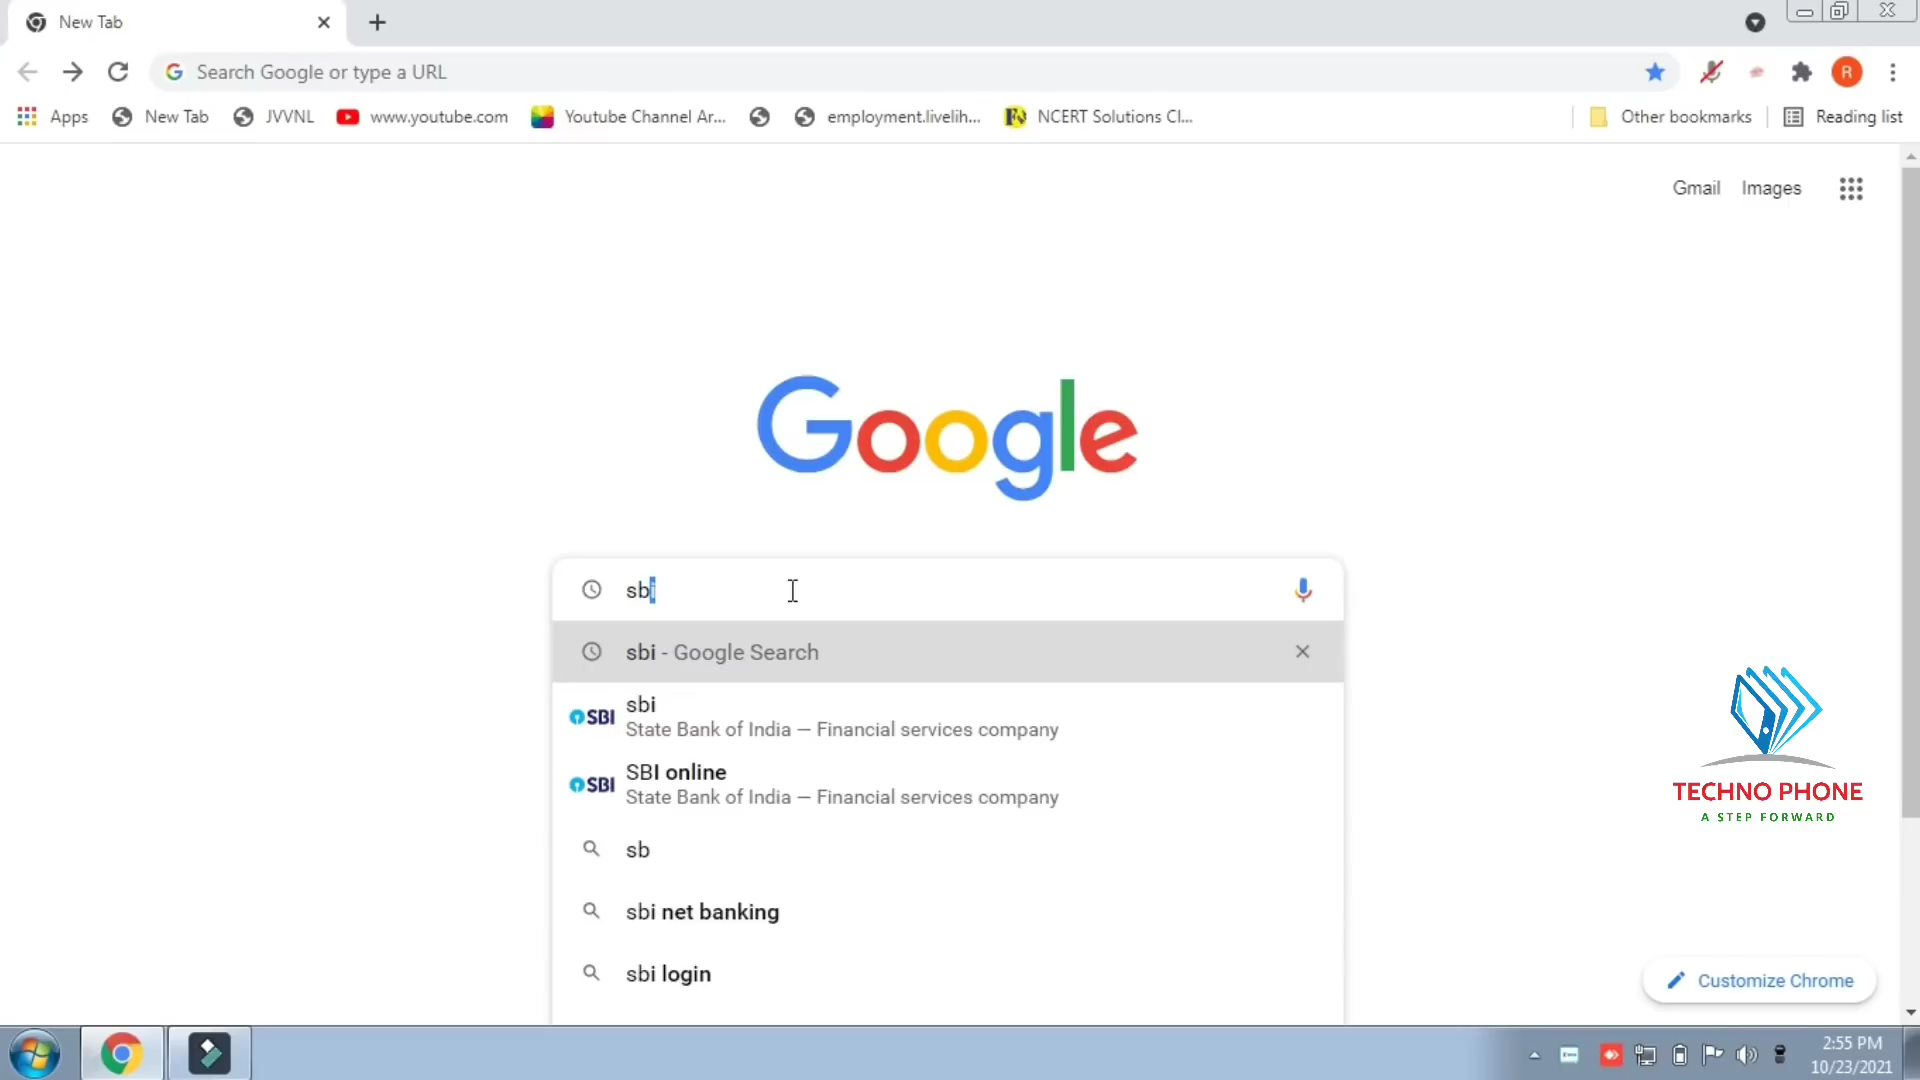 New Tab
Search Google or type a URL
R
Apps
New Tab
JVVNL
www.youtube.com
Youtube Channel Ar...
employment.livelih...
NCERT Solutions Cl...
Other bookmarks
Reading list
Gmail
Images
Google
sbi
sbi - Google Search
SBI
sbi
State Bank of India — Financial services company
SBI
SBI online
State Bank of India — Financial services company
sb
sbi net banking
sbi login
TECHNO PHONE
A STEP FORWARD
Customize Chrome
2:55 PM
10/23/2021